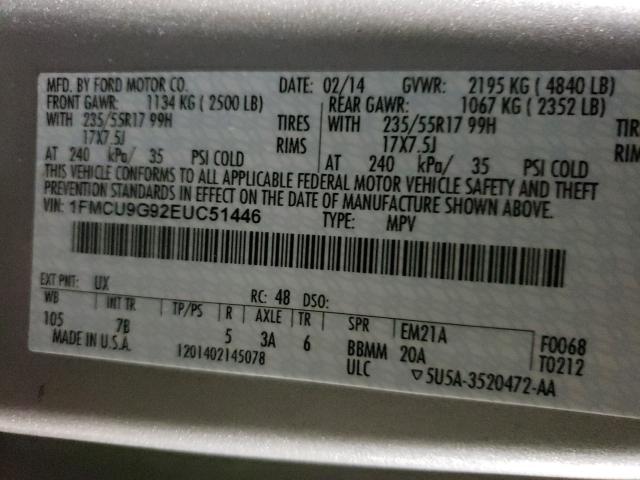 MFD. BY FORD MOTOR CO. DATE: 02/14 GVWR: 2195 KG ( 4840 LB)
FRONT GAWR: 1134 KG ( 2500 LB) REAR GAWR: 1067 KG ( 2352 LB)
WITH 235/55R17 99H TIRES WITH 235/55R17 99H TIRES
17X7.5J RIMS 17X7.5J RIMS
AT 240 kPa/ 35 PSI COLD AT 240 kPa/ 35 PSI COLD
THIS VEHICLE CONFORMS TO ALL APPLICABLE FEDERAL MOTOR VEHICLE SAFETY AND THEFT
PREVENTION STANDARDS IN EFFECT ON THE DATE OF MANUFACTURE SHOWN ABOVE.
VIN: 1FMCU9G92EUC51446 TYPE: MPV
EXT PNT: UX RC: 48 DSO:
WB INT TR TP/PS R AXLE TR SPR EM21A F0068
105 7B 5 3A 6 BBMM 20A T0212
MADE IN U.S.A. 1201402145078 ULC ▽5U5A-3520472-AA